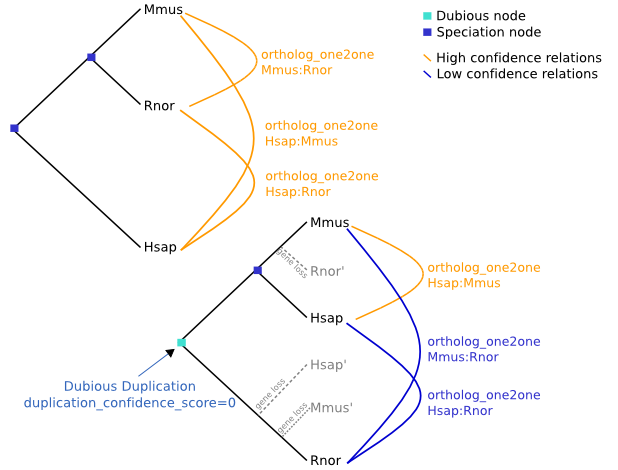 Mmus
Dubious node
Speciation node
High confidence relations
Low confidence relations
ortholog_one2one
Mmus:Rnor
Rnor
ortholog_one2one
Hsap:Mmus
ortholog_one2one
Hsap:Rnor
Hsap
Mmus
gene loss
Rnor'
ortholog_one2one
Hsap:Mmus
Hsap
ortholog_one2one
Mmus:Rnor
Hsap'
Dubious Duplication
duplication_confidence_score=0
gene loss
ortholog_one2one
Hsap:Rnor
gene loss
Mmus'
Rnor